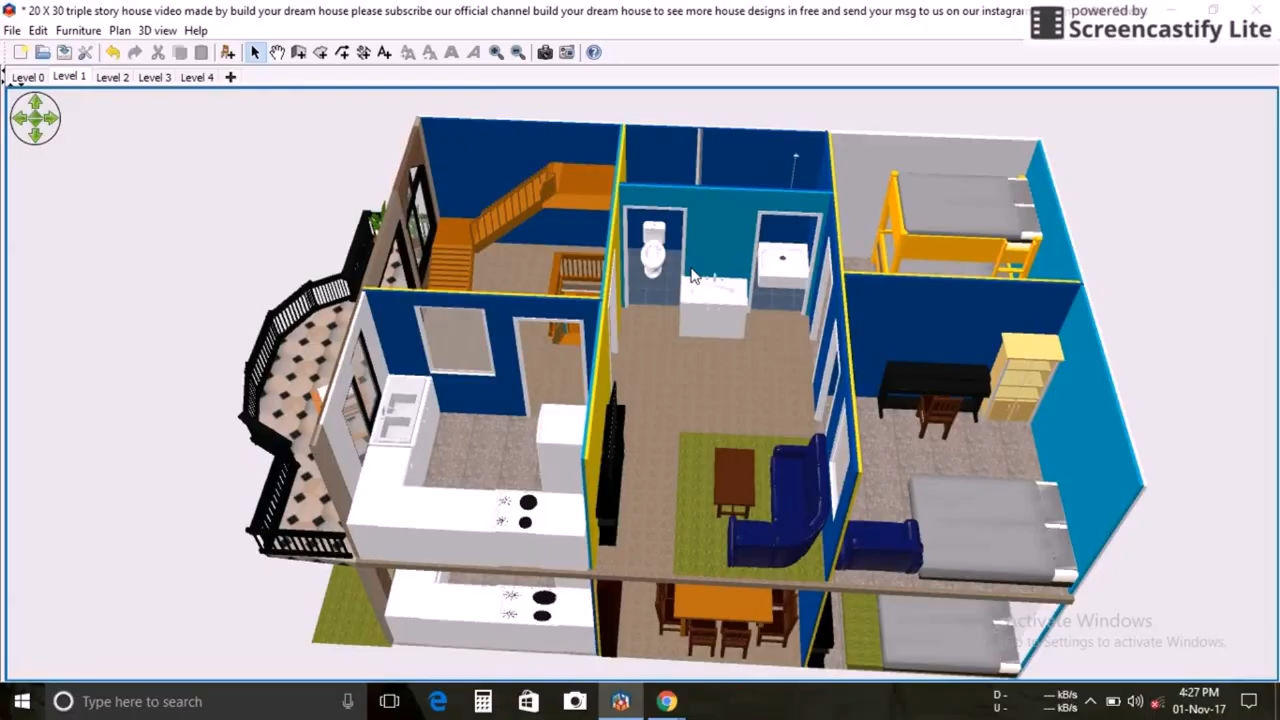 * 20 X 30 triple story house video made by build your dream house please subscribe our official channel build your dream house to see more house designs in free and send your msg to us on our instagra
powered by
Screencastify Lite
File Edit Furniture Plan 3D view Help
Level 0 Level 1 Level 2 Level 3 Level 4
Activate Windows
to Settings to activate Windows.
Type here to search
D - — kB/s
U - — kB/s
4:27 PM
01-Nov-17